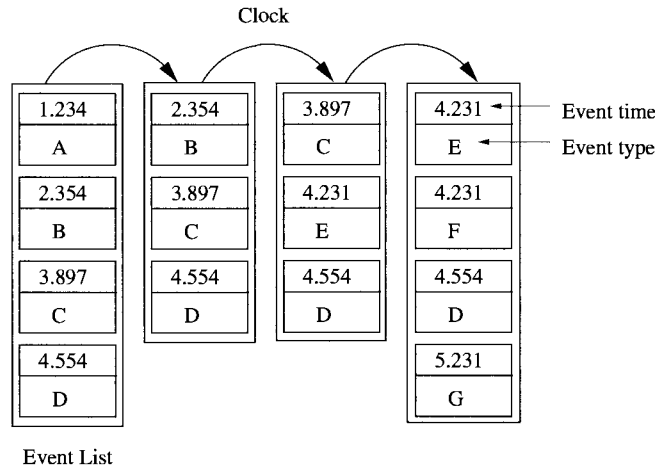 Clock
1.234
A
2.354
B
3.897
C
4.554
D
2.354
B
3.897
C
4.554
D
3.897
C
4.231
E
4.554
D
4.231
E
4.231
F
4.554
D
5.231
G
Event time
Event type
Event List